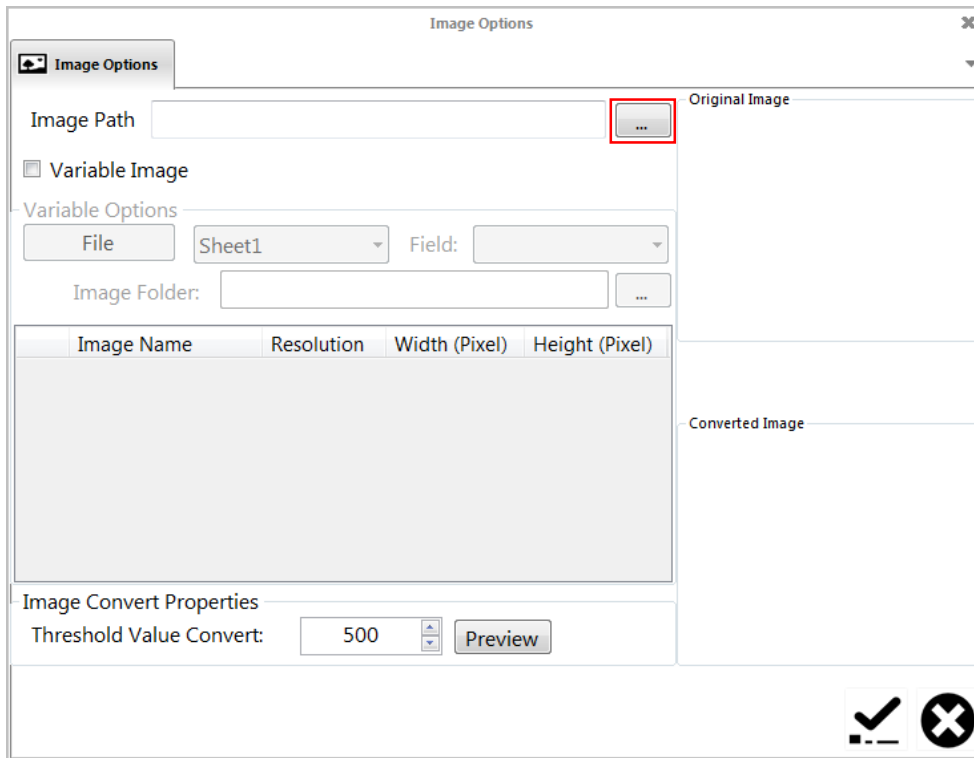 Image Options
Image Options
Image Path
...
Original Image
Variable Image
Variable Options
File
Sheet1
Field:
Image Folder:
...
Image Name Resolution Width (Pixel) Height (Pixel)
Converted Image
Image Convert Properties
Threshold Value Convert:
500
Preview